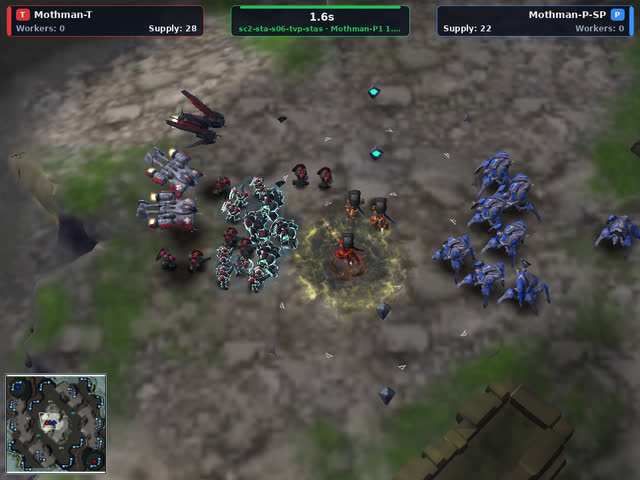 T Mothman-T
Workers: 0 Supply: 28
1.6s
sc2-sta-s06-tvp-stas · Mothman-P1 1....
Mothman-P-SP P
Supply: 22 Workers: 0